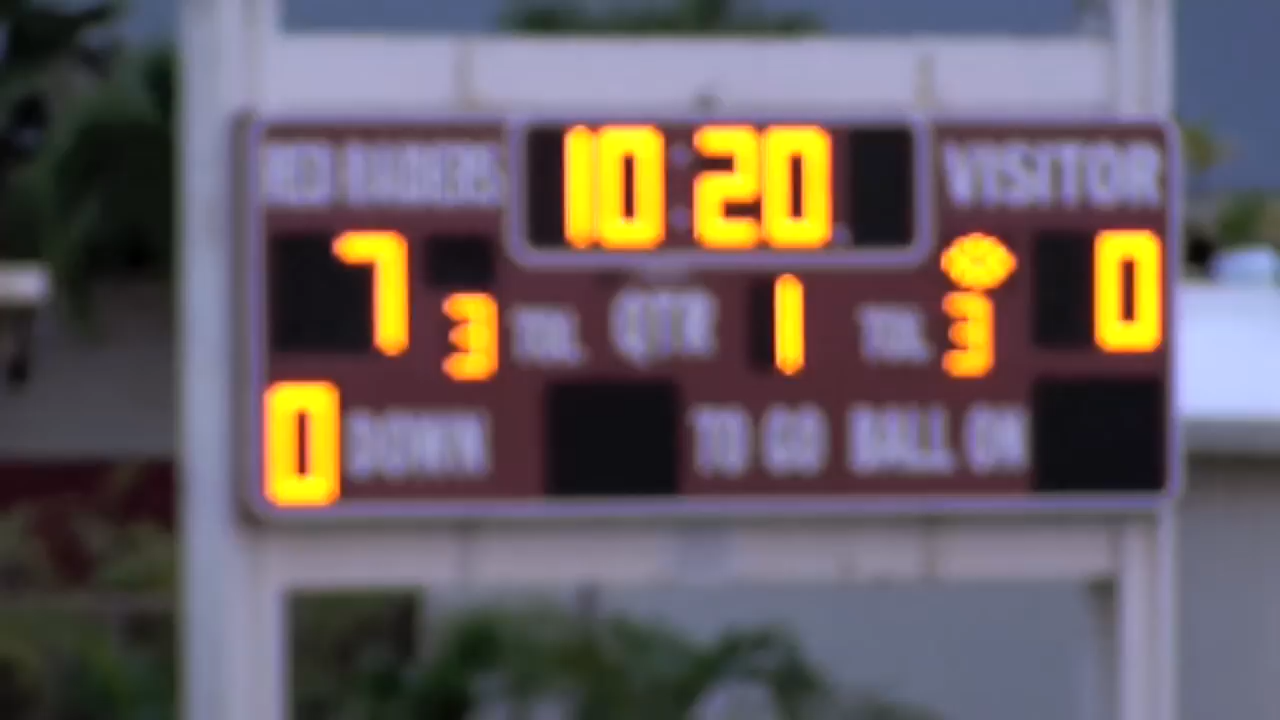 RED RAIDERS 10:20 VISITOR
7 3 TOL QTR 1 TOL 3 0
0 DOWN TO GO BALL ON